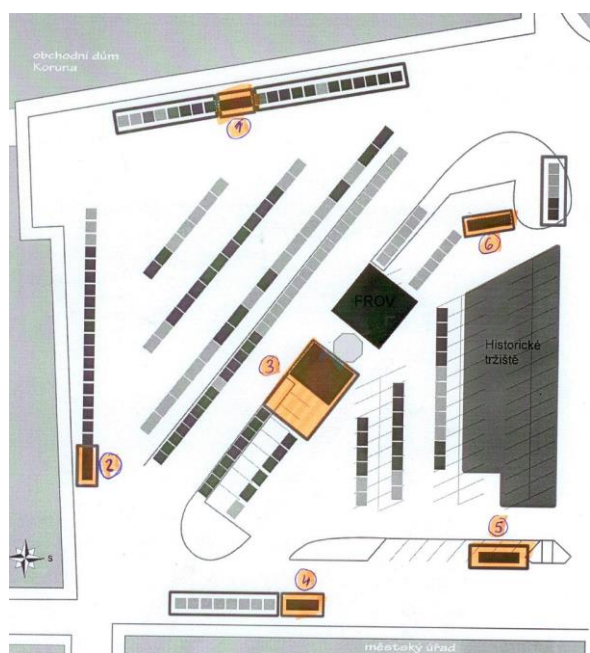 obchodní dům
Koruna
1
6
FROV
Historické
tržiště
3
2
5
S
4
městský úřad